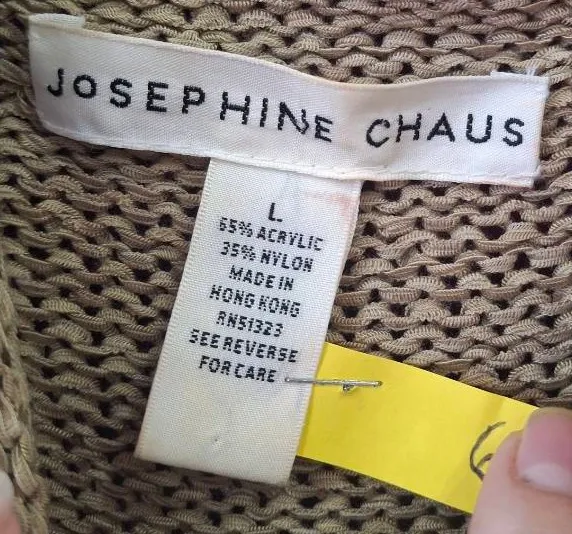 JOSEPHINE CHAUS
L
65% ACRYLIC
35% NYLON
MADE IN
HONG KONG
RN51323
SEE REVERSE
FOR CARE